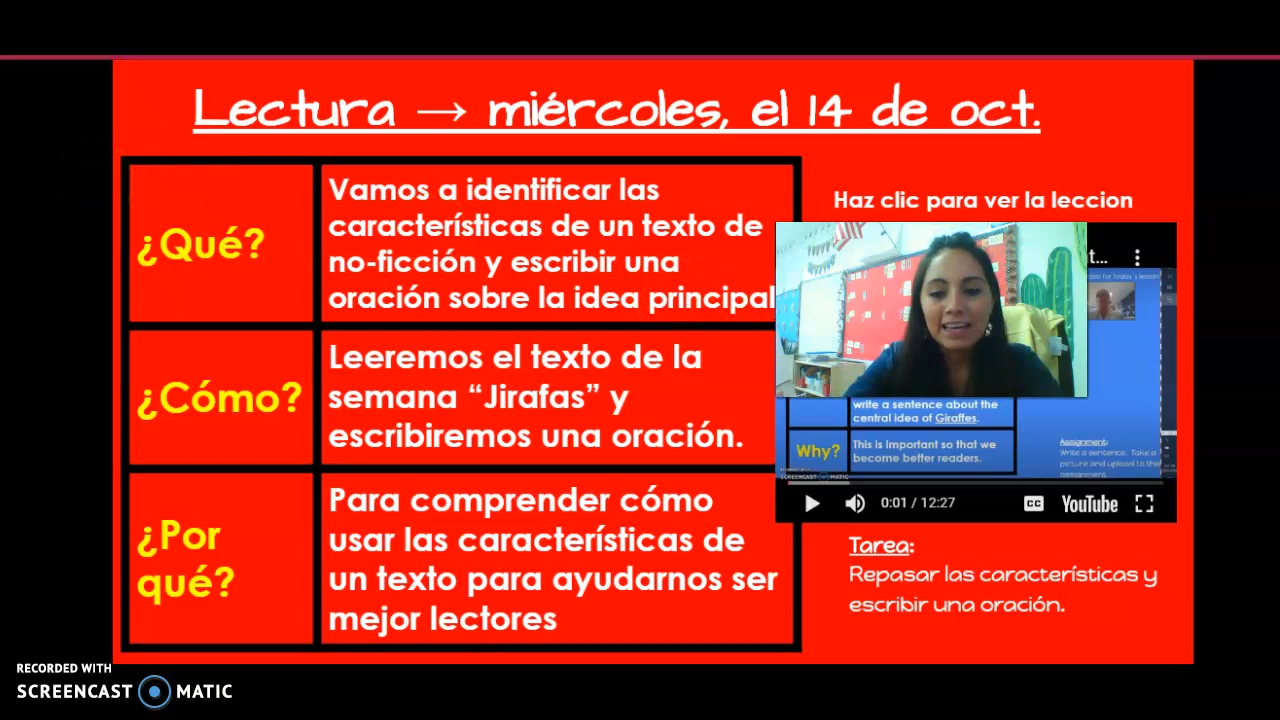 Lectura → miércoles, el 14 de oct.
¿Qué?
Vamos a identificar las
características de un texto de
no-ficción y escribir una
oración sobre la idea principal
¿Cómo?
Leeremos el texto de la
semana “Jirafas” y
escribiremos una oración.
¿Por
qué?
Para comprender cómo
usar las características de
un texto para ayudarnos ser
mejor lectores
Haz clic para ver la leccion
t...
for today's lesson
write a sentence about the
central idea of Giraffes.
Why?
This is important so that we
become better readers.
Assignment:
Write a sentence. Take a
picture and upload to the
assignment.
SCREENCAST MATIC
0:01 / 12:27
CC
YouTube
Tarea:
Repasar las características y
escribir una oración.
RECORDED WITH
SCREENCAST MATIC